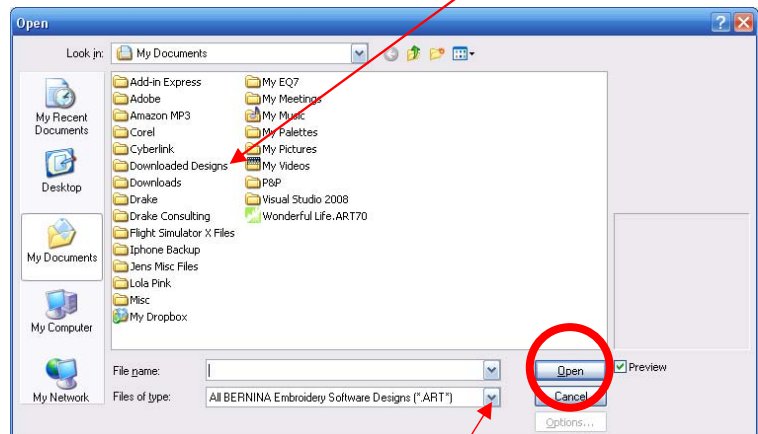 Open
Look in: My Documents
My Recent Documents
Desktop
My Documents
My Computer
My Network
Add-in Express
Adobe
Amazon MP3
Corel
Cyberlink
Downloaded Designs
Downloads
Drake
Drake Consulting
Flight Simulator X Files
Iphone Backup
Jens Misc Files
Lola Pink
Misc
My Dropbox
My EQ7
My Meetings
My Music
My Palettes
My Pictures
My Videos
P&P
Visual Studio 2008
Wonderful Life.ART70
File name:
Open
Preview
Files of type: All BERNINA Embroidery Software Designs (*.ART*)
Cancel
Options...